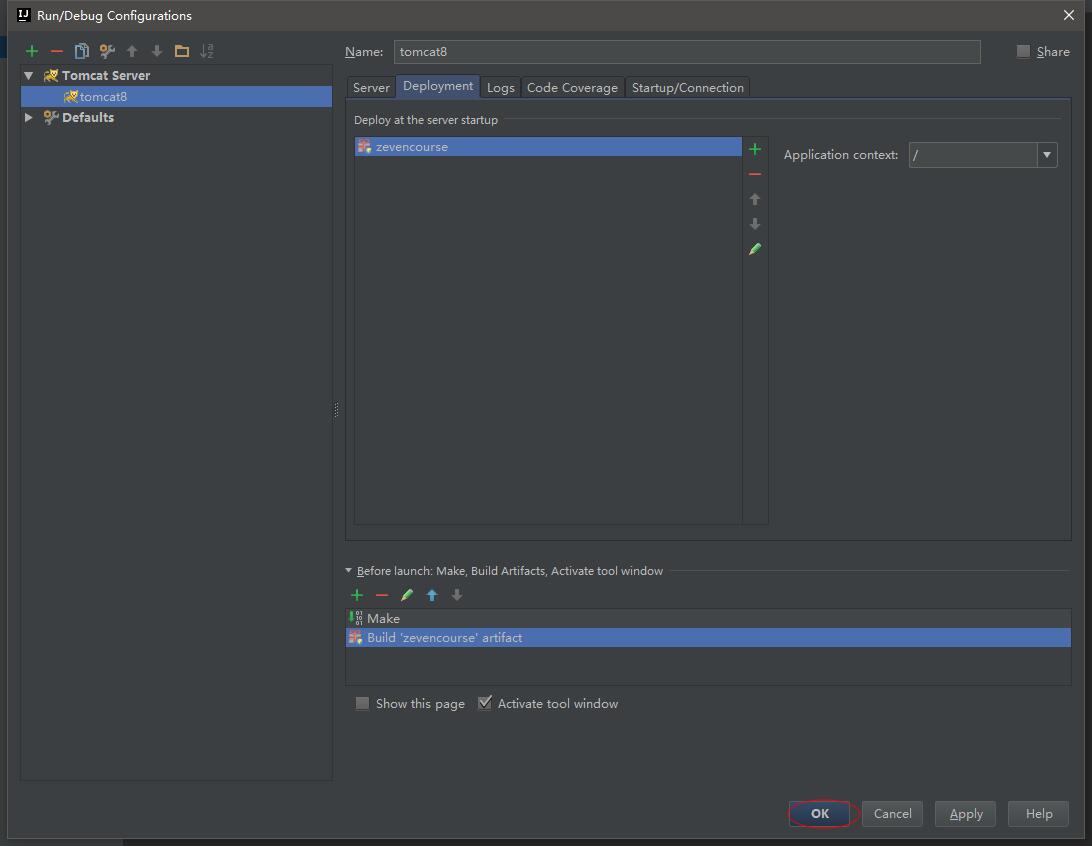 Run/Debug Configurations
Name: tomcat8 Share
Tomcat Server
tomcat8
Defaults
Server Deployment Logs Code Coverage Startup/Connection
Deploy at the server startup
zevencourse
Application context: /
Before launch: Make, Build Artifacts, Activate tool window
Make
Build 'zevencourse' artifact
Show this page Activate tool window
OK Cancel Apply Help